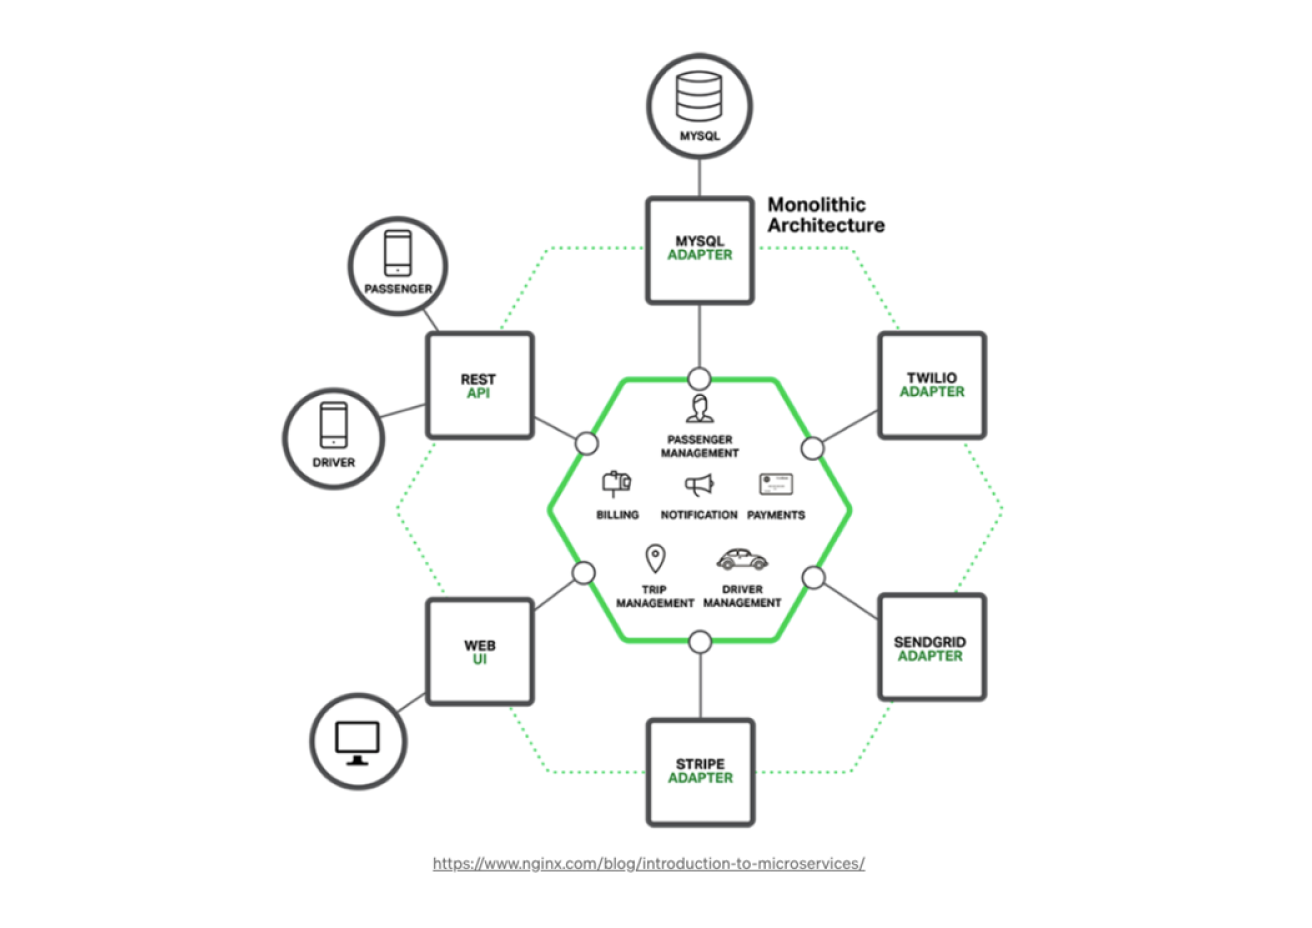 MYSQL
Monolithic
Architecture
MYSQL
ADAPTER
PASSENGER
REST
API
TWILIO
ADAPTER
DRIVER
PASSENGER
MANAGEMENT
BILLING
NOTIFICATION
PAYMENTS
TRIP
MANAGEMENT
DRIVER
MANAGEMENT
WEB
UI
SENDGRID
ADAPTER
STRIPE
ADAPTER
https://www.nginx.com/blog/introduction-to-microservices/